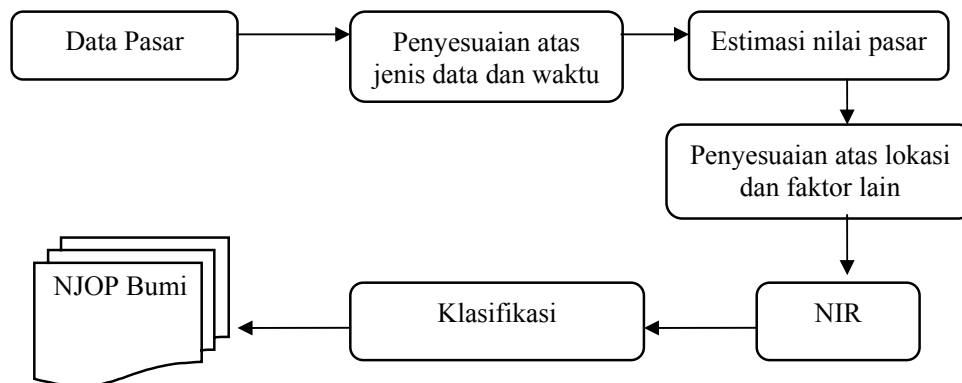 Data Pasar
Penyesuaian atas
jenis data dan waktu
Estimasi nilai pasar
Penyesuaian atas lokasi
dan faktor lain
NIR
Klasifikasi
NJOP Bumi